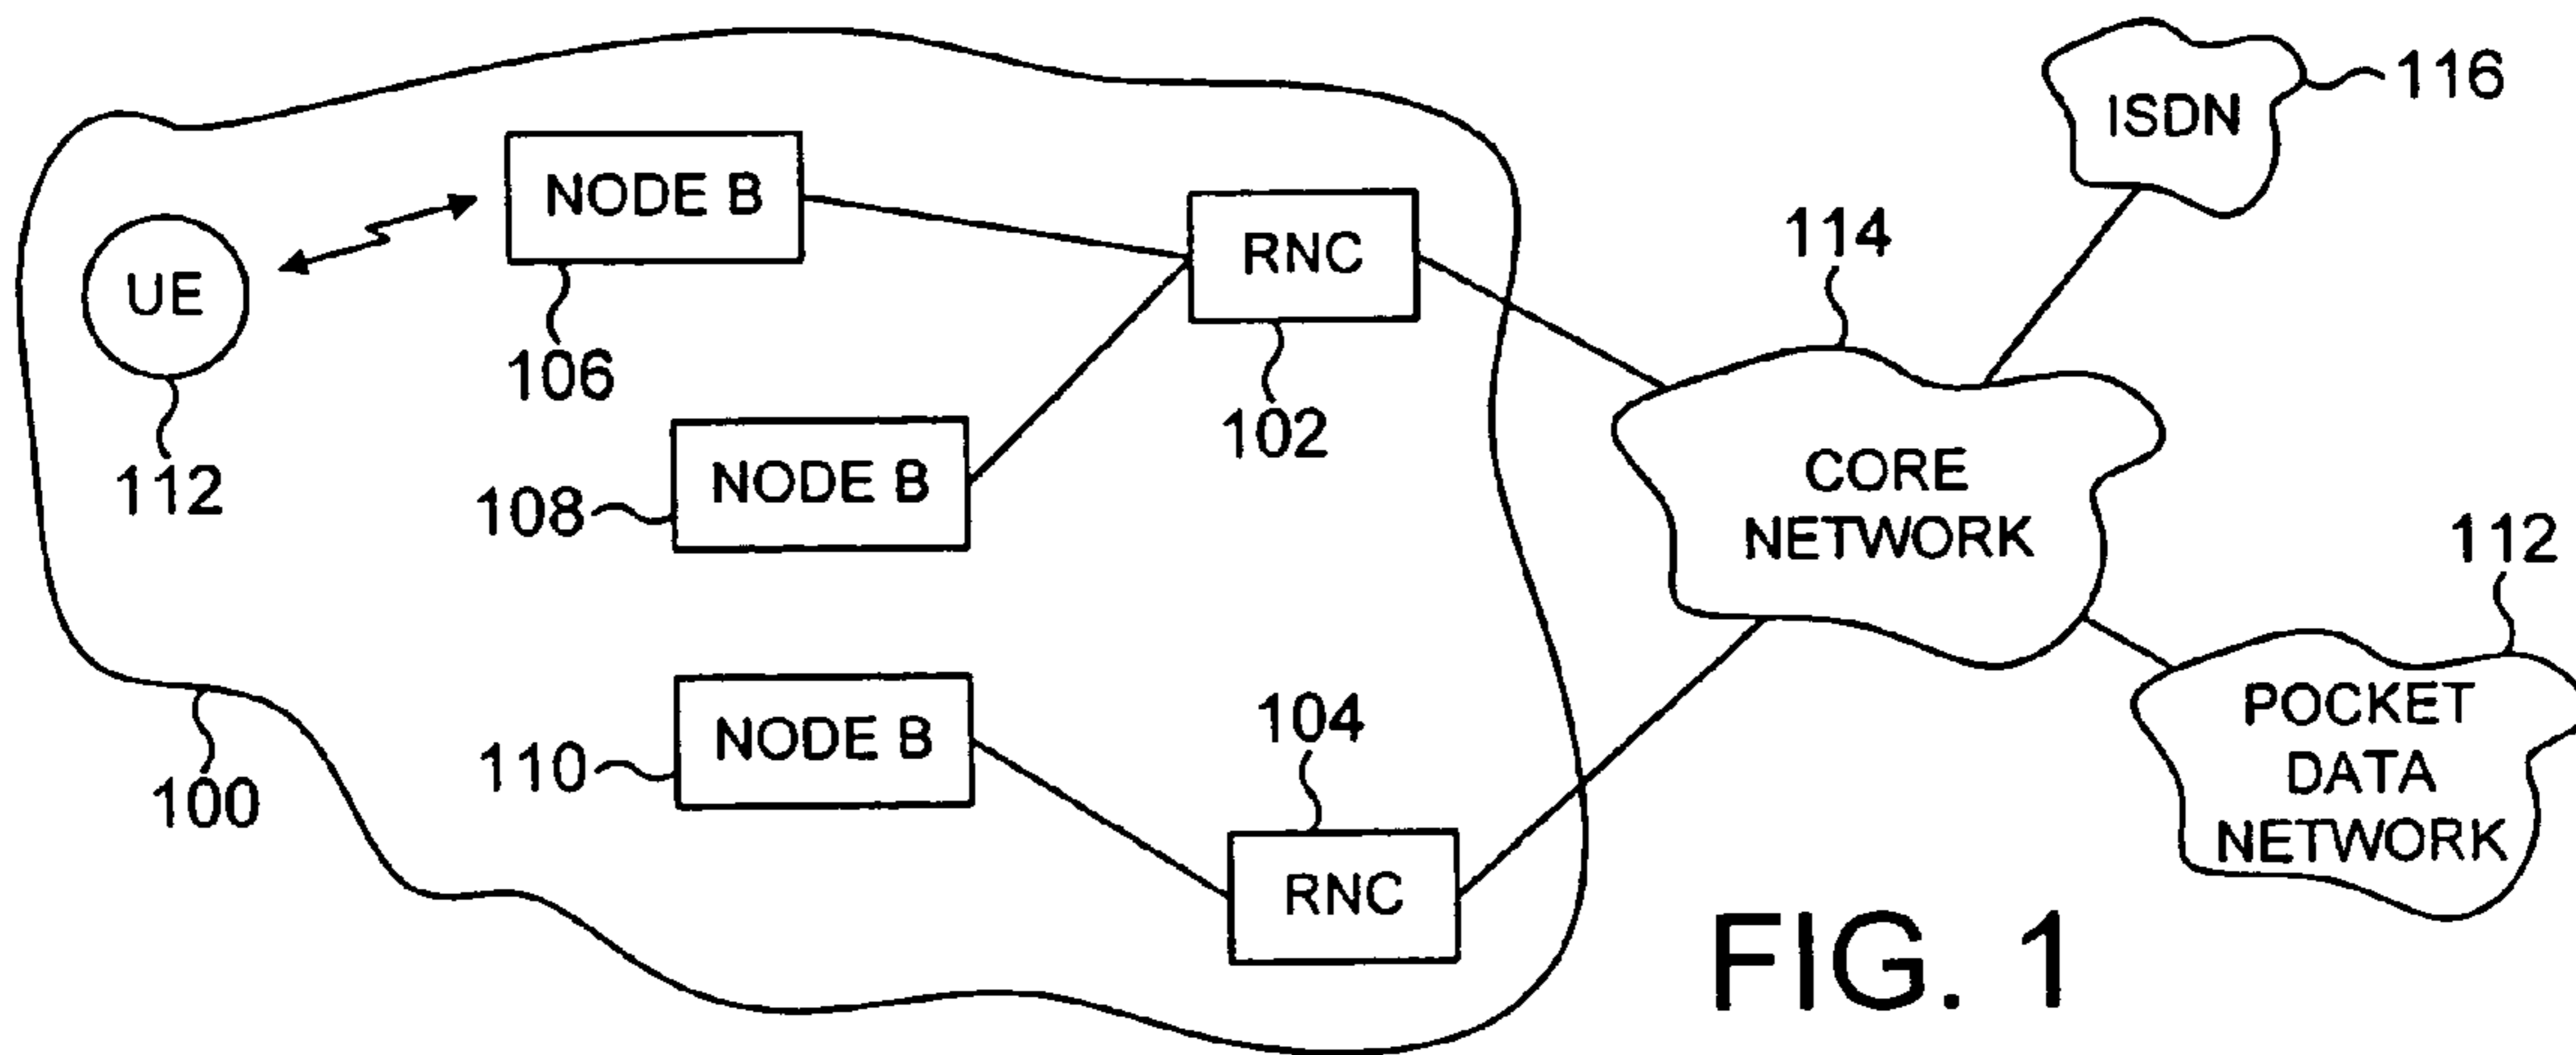 ISDN
116
NODE B
UE
RNC
114
106
102
112
NODE B
108
CORE
NETWORK
112
NODE B
110
104
POCKET
DATA
NETWORK
100
RNC
FIG. 1